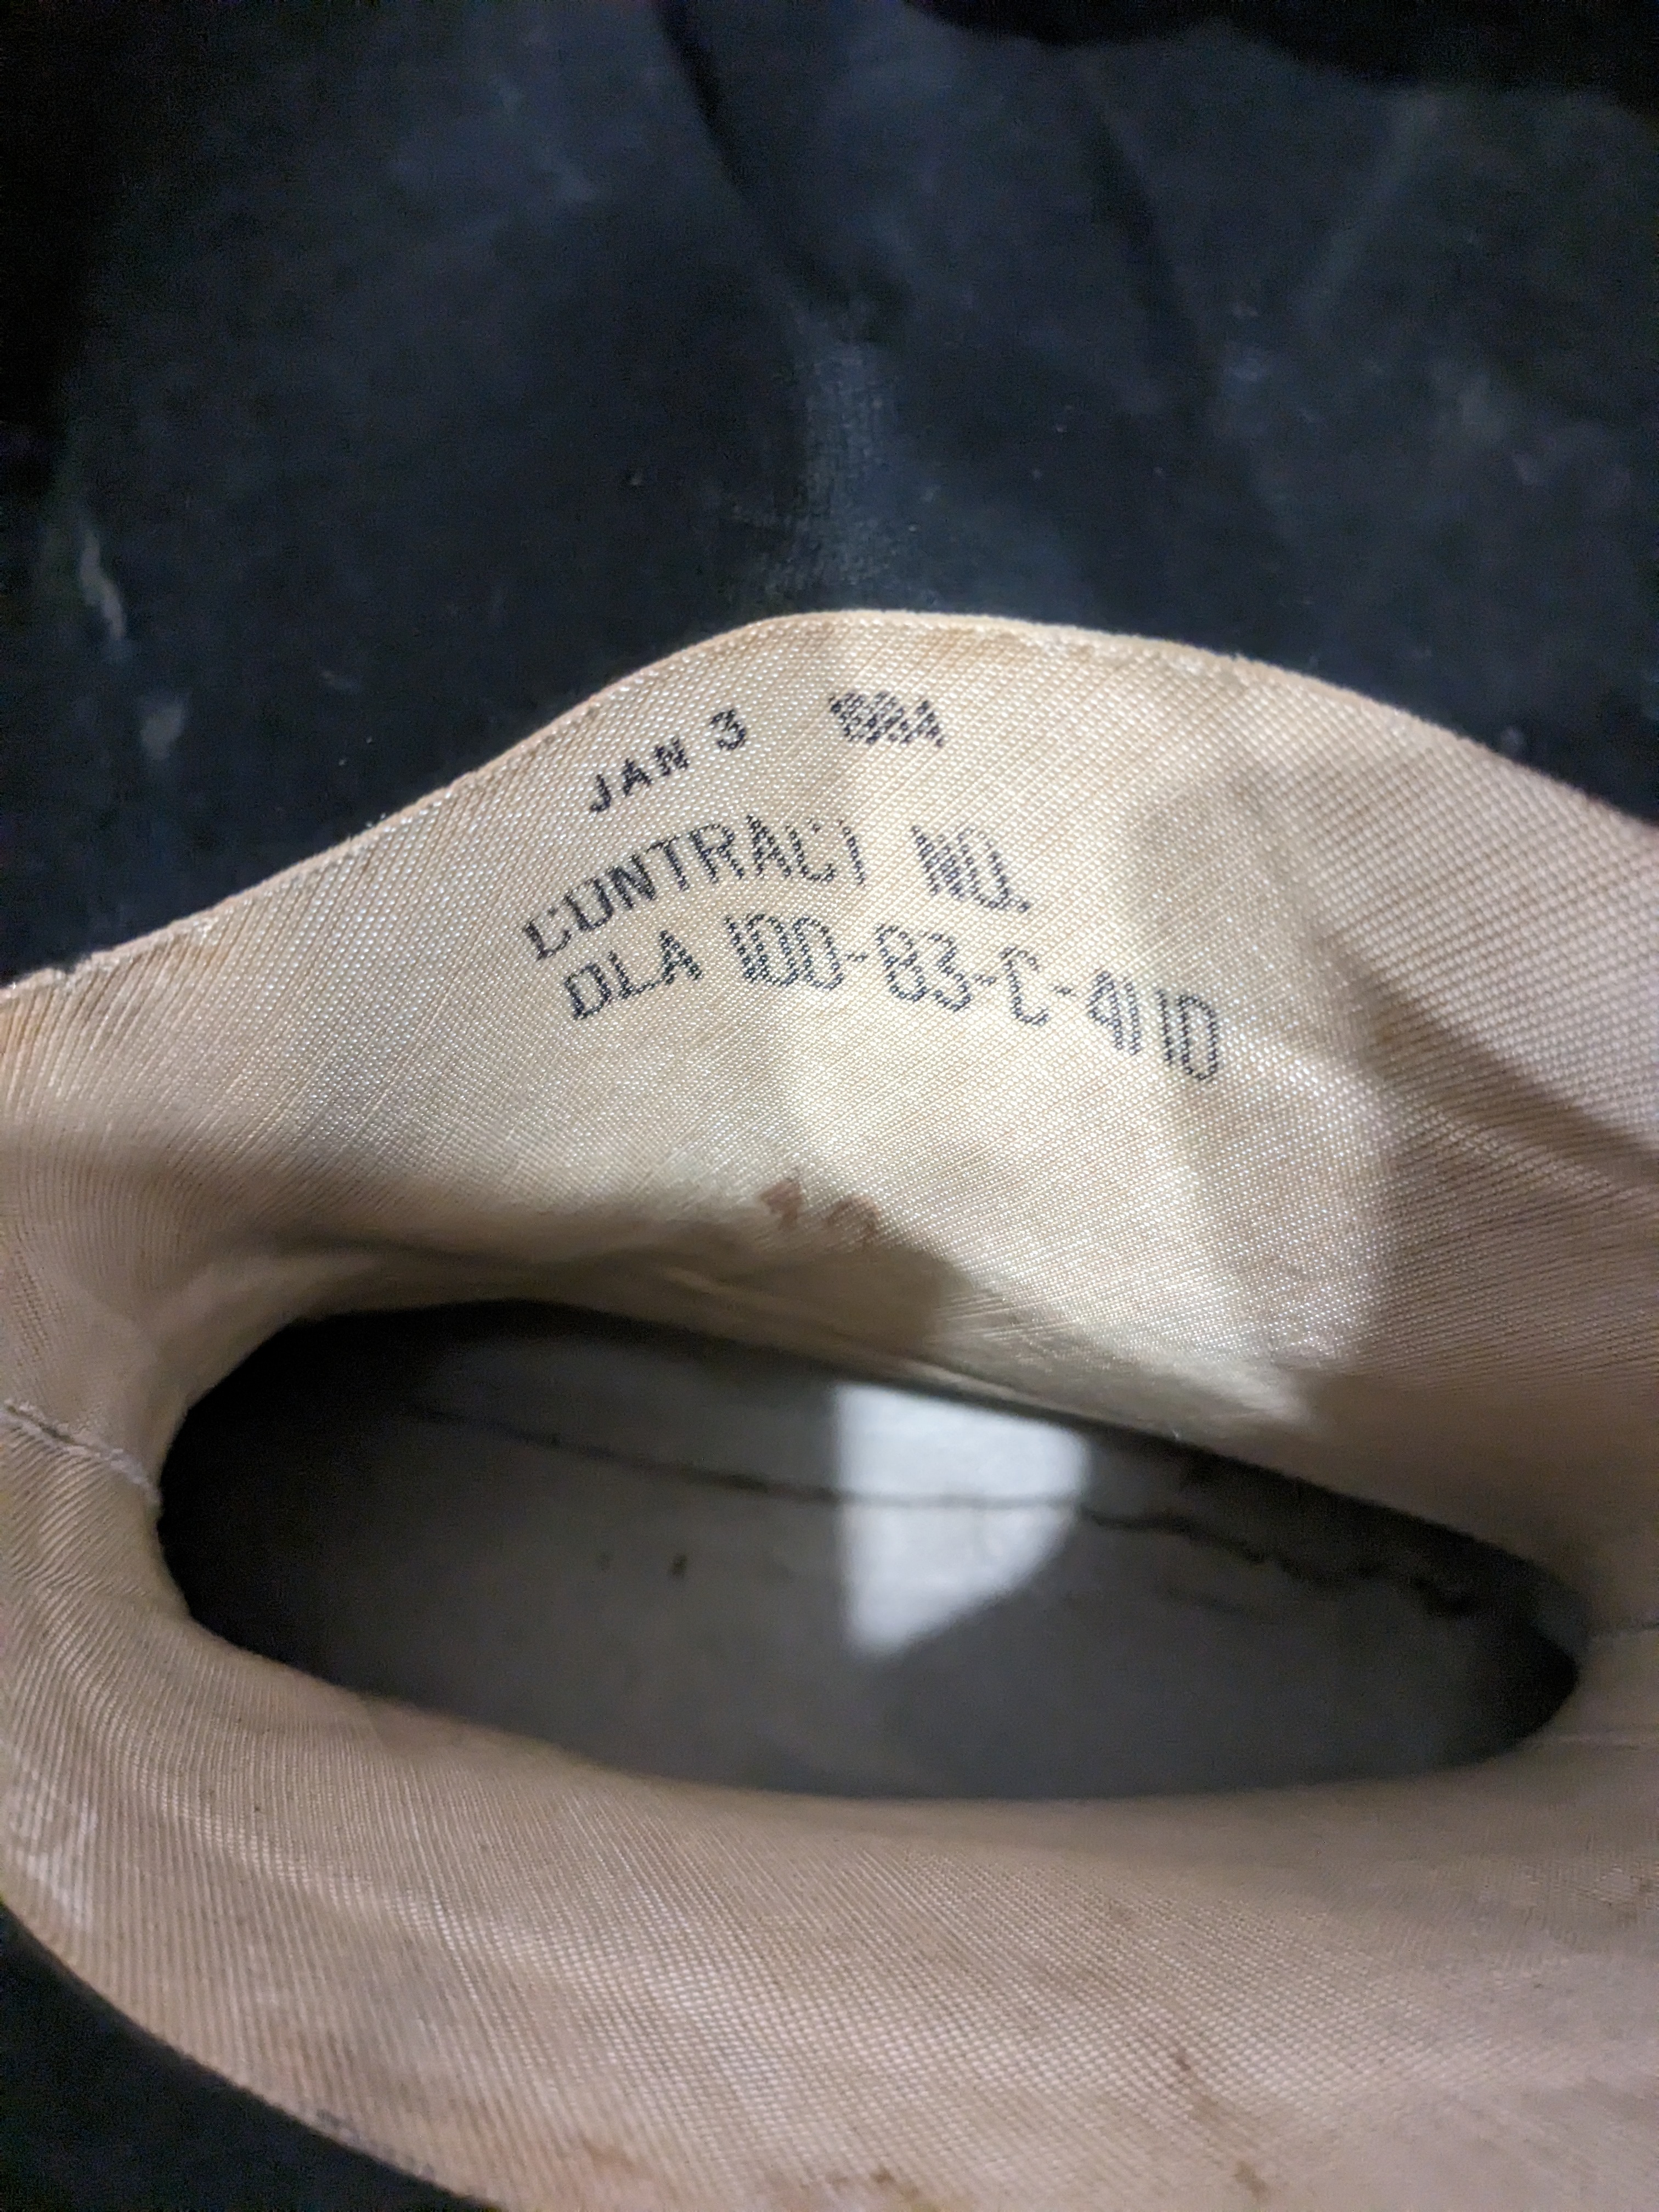 JAN 3 1984
CONTRACT NO.
DLA 100-83-C-4110